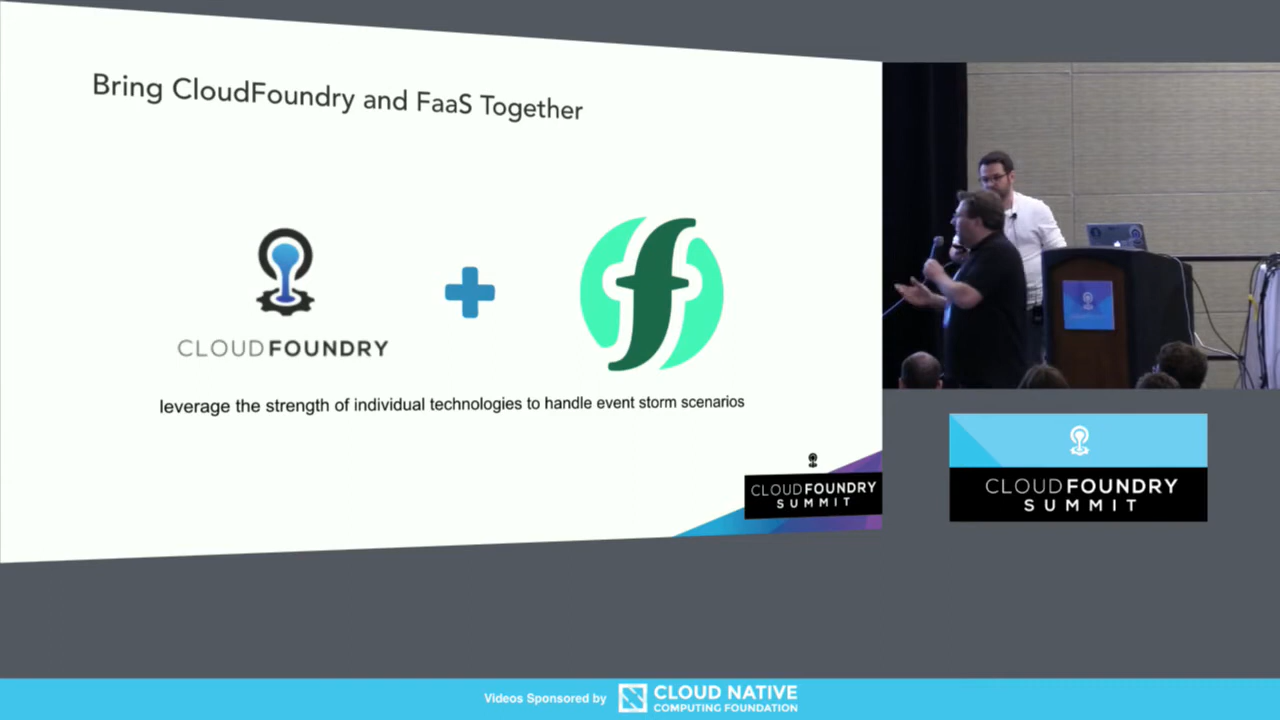 Bring CloudFoundry and FaaS Together
CLOUDFOUNDRY
f
leverage the strength of individual technologies to handle event storm scenarios
CLOUDFOUNDRY
SUMMIT
CLOUDFOUNDRY
SUMMIT
Videos Sponsored by
CLOUD NATIVE
COMPUTING FOUNDATION